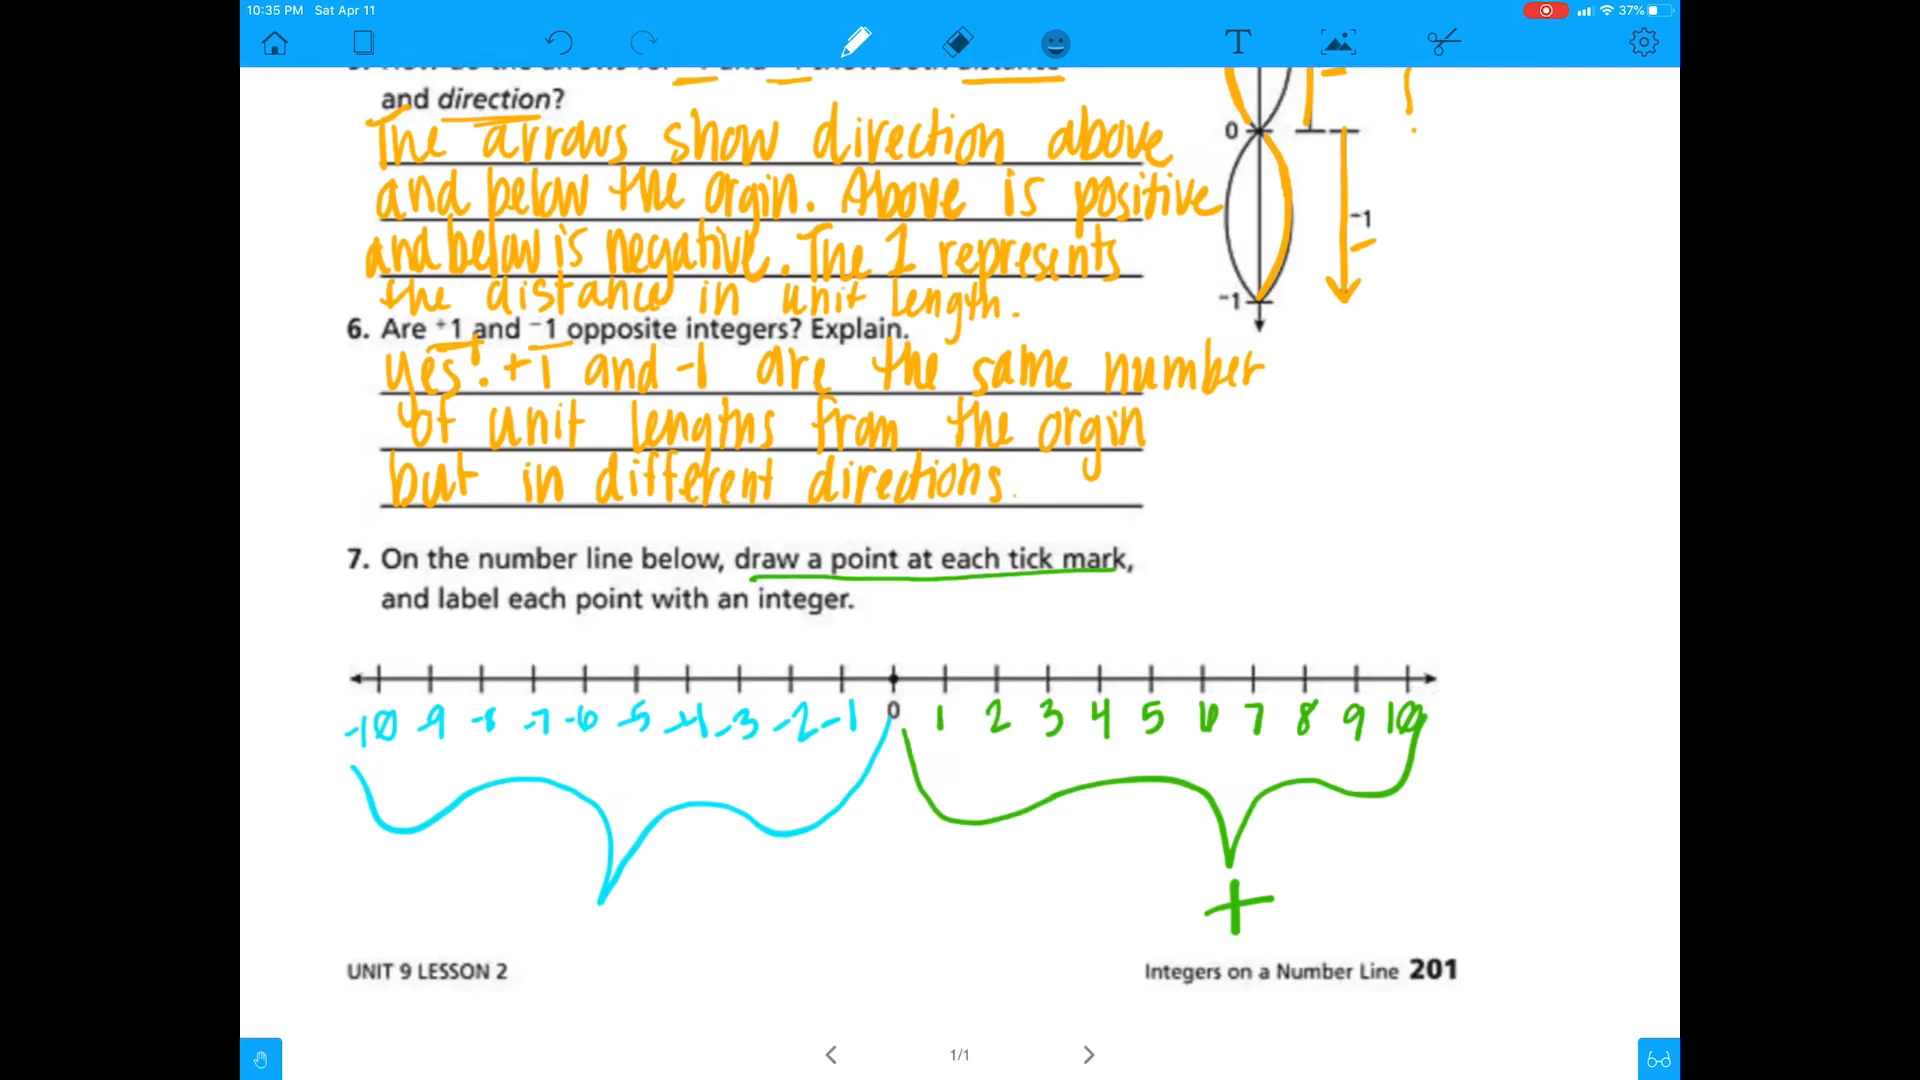 10:35 PM Sat Apr 11
37%
and direction?
The arrows show direction above
and below the orgin. Above is positive
and below is negative. The 1 represents
the distance in unit length.
0
-1
-1
6. Are +1 and -1 opposite integers? Explain.
yes! +1 and -1 are the same number
of unit lengths from the orgin
but in different directions.
7. On the number line below, draw a point at each tick mark,
and label each point with an integer.
-10 -9 -8 -7 -6 -5 -4 -3 -2 -1 0 1 2 3 4 5 6 7 8 9 10
+
UNIT 9 LESSON 2
Integers on a Number Line 201
1/1